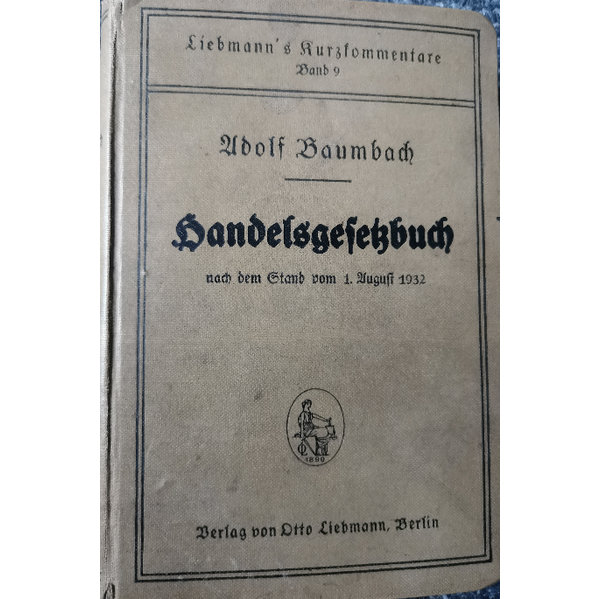 Liebmann's Kurzkommentare
Band 9
Adolf Baumbach
Handelsgesetzbuch
nach dem Stand vom 1. August 1932
1890
Verlag von Otto Liebmann, Berlin